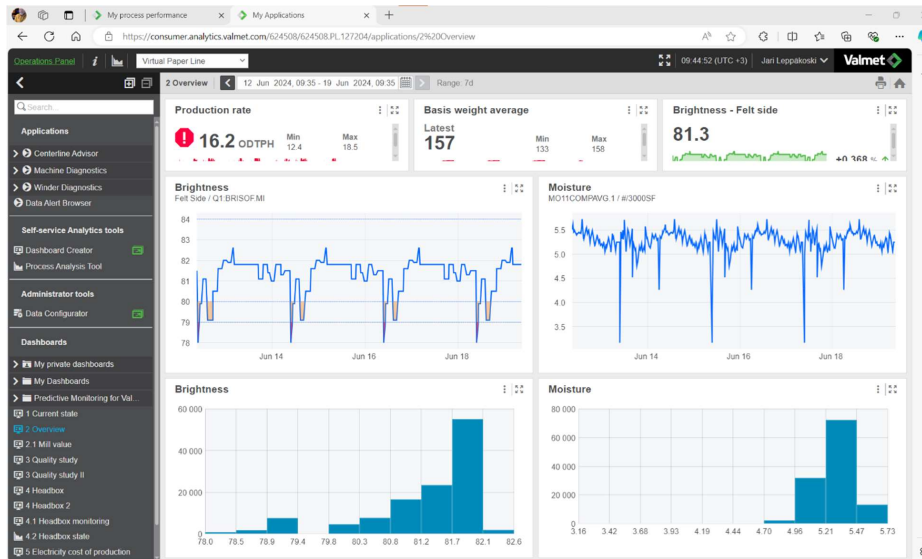 My process performance
My Applications
https://consumer.analytics.valmet.com/624508/624508.PL.127204/applications/2%20Overview
Operations Panel
i
Virtual Paper Line
09:44:52 (UTC +3)
Jari Leppäkoski
Valmet
Search...
Applications
Centerline Advisor
Machine Diagnostics
Winder Diagnostics
Data Alert Browser
Self-service Analytics tools
Dashboard Creator
Process Analysis Tool
Administrator tools
Data Configurator
Dashboards
My private dashboards
My Dashboards
Predictive Monitoring for Val...
1 Current state
2 Overview
2.1 Mill value
3 Quality study
3 Quality study II
4 Headbox
4 Headbox 2
4.1 Headbox monitoring
4.2 Headbox state
5 Electricity cost of production
2 Overview
12 Jun 2024, 09:35 - 19 Jun 2024, 09:35
Range: 7d
Production rate
16.2 ODTPH
Min
12.4
Max
18.5
Basis weight average
Latest
157
Min
133
Max
158
Brightness - Felt side
81.3
+0.368 %
Brightness
Felt Side / Q1:BRISOF.MI
84
83
82
81
80
79
78
Jun 14
Jun 16
Jun 18
Moisture
MO11COMPAVG.1 / #/3000SF
5.5
5.0
4.5
4.0
3.5
Jun 14
Jun 16
Jun 18
Brightness
60 000
40 000
20 000
0
78.0 78.5 78.9 79.4 79.8 80.3 80.7 81.2 81.7 82.1 82.6
Moisture
80 000
60 000
40 000
20 000
0
3.16 3.42 3.68 3.93 4.19 4.44 4.70 4.96 5.21 5.47 5.73